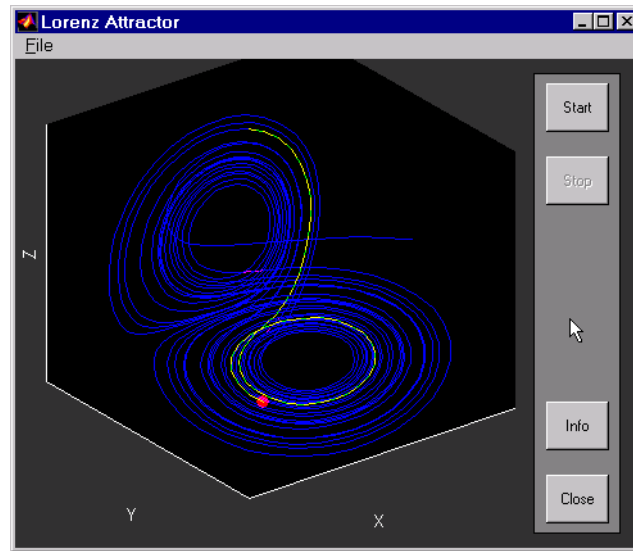 Lorenz Attractor
File
Start
Stop
Z
Info
Close
Y
X